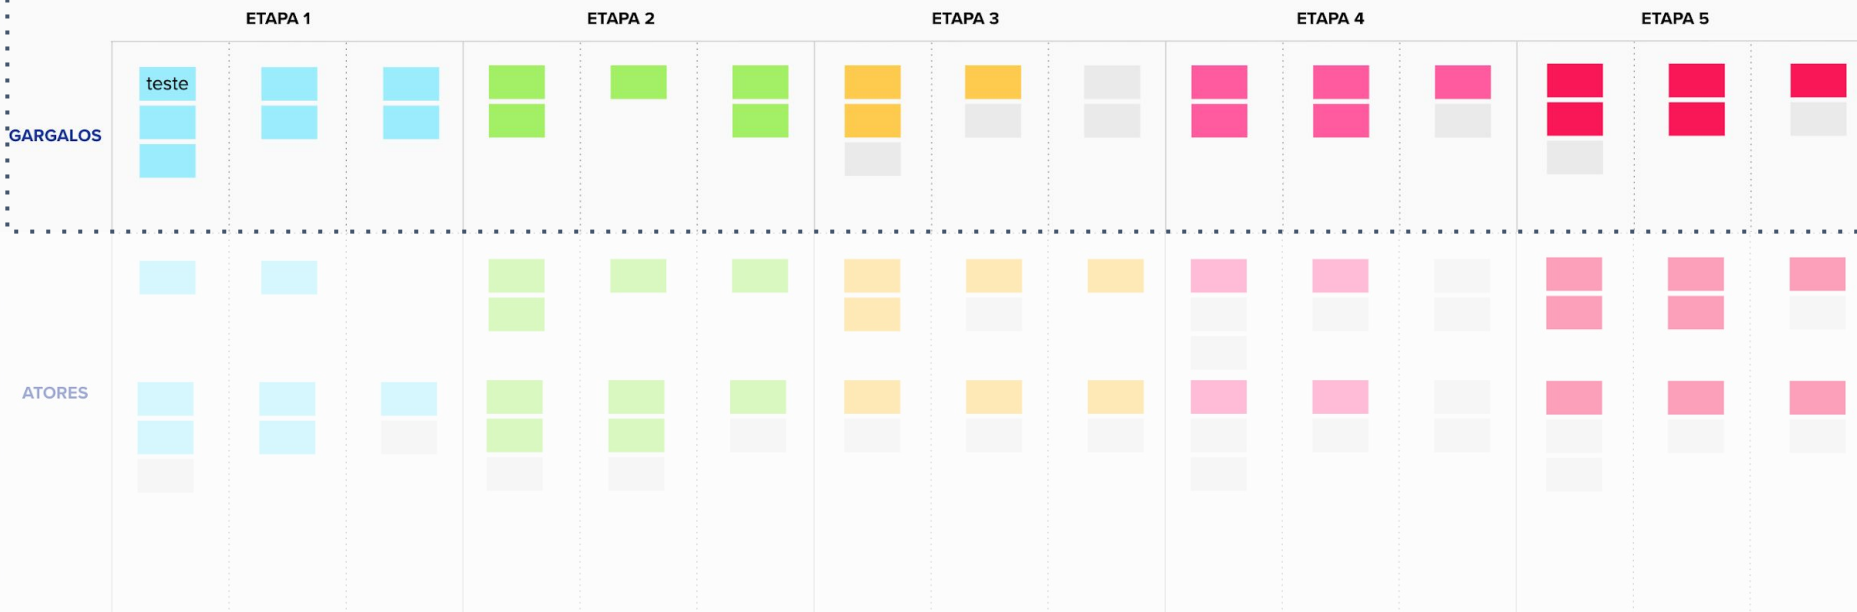 ETAPA 1
ETAPA 2
ETAPA 3
ETAPA 4
ETAPA 5
teste
GARGALOS
ATORES